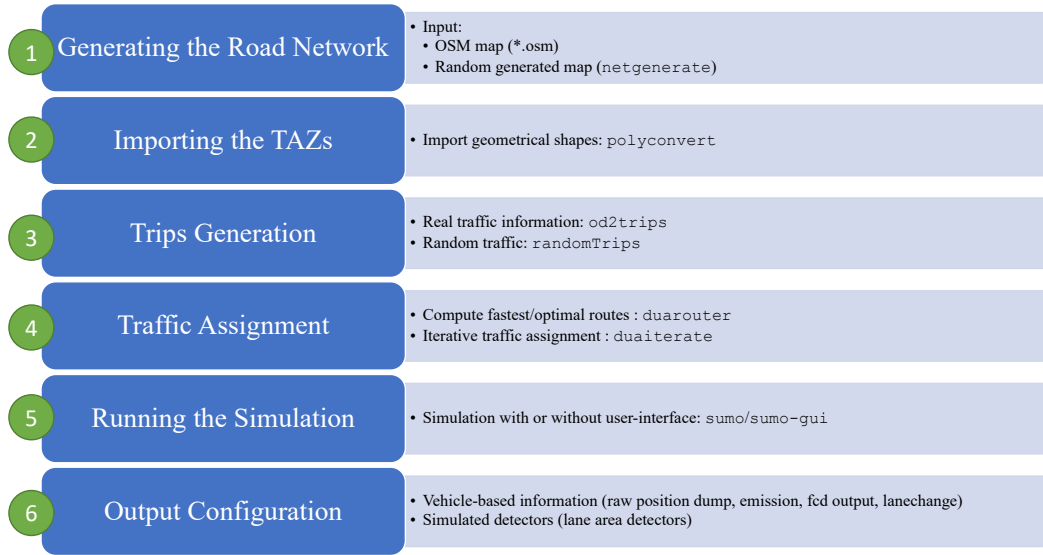 1
Generating the Road Network
• Input:
• OSM map (*.osm)
• Random generated map (netgenerate)
2
Importing the TAZs
• Import geometrical shapes: polyconvert
3
Trips Generation
• Real traffic information: od2trips
• Random traffic: randomTrips
4
Traffic Assignment
• Compute fastest/optimal routes : duarouter
• Iterative traffic assignment : duaiterate
5
Running the Simulation
• Simulation with or without user-interface: sumo/sumo-gui
6
Output Configuration
• Vehicle-based information (raw position dump, emission, fcd output, lanechange)
• Simulated detectors (lane area detectors)